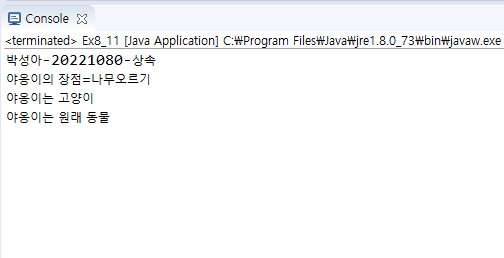 Console
<terminated> Ex8_11 [Java Application] C:₩Program Files₩Java₩jre1.8.0_73₩bin₩javaw.exe
박성아-20221080-상속
야옹이의 장점=나무오르기
야옹이는 고양이
야옹이는 원래 동물